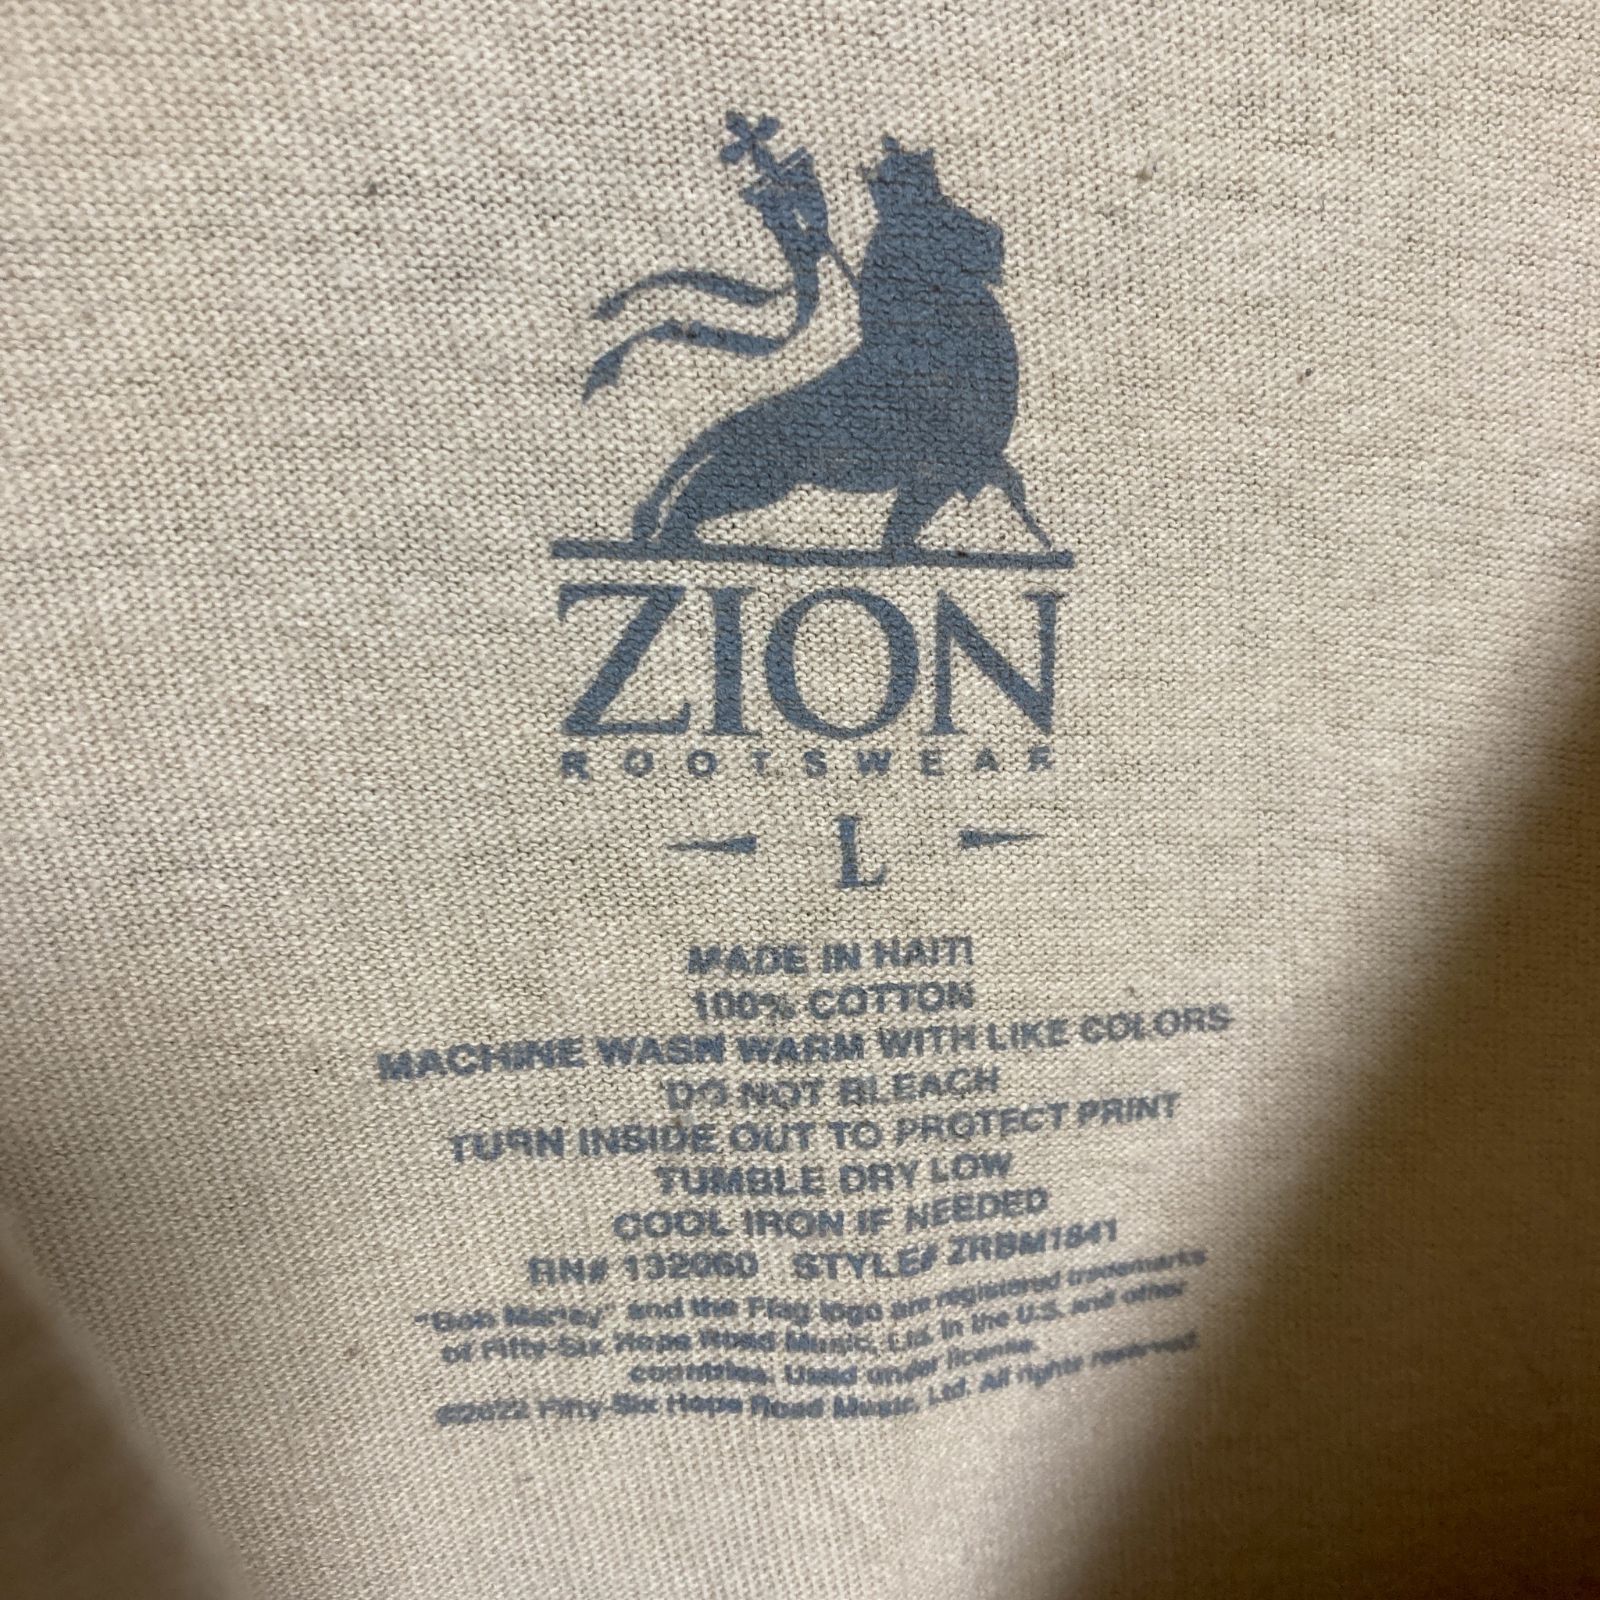 ZION
ROOTSWEAR
L
MADE IN HAITI
100% COTTON
MACHINE WASH WARM WITH LIKE COLORS
DO NOT BLEACH
TURN INSIDE OUT TO PROTECT PRINT
TUMBLE DRY LOW
COOL IRON IF NEEDED
RN# 132060 STYLE# ZRBM1841
"Bob Marley" and the Flag logo are registered trademarks
of Fifty-Six Hope Road Music, Ltd. in the U.S. and other
countries. Used under license.
©2022 Fifty-Six Hope Road Music, Ltd. All rights reserved.